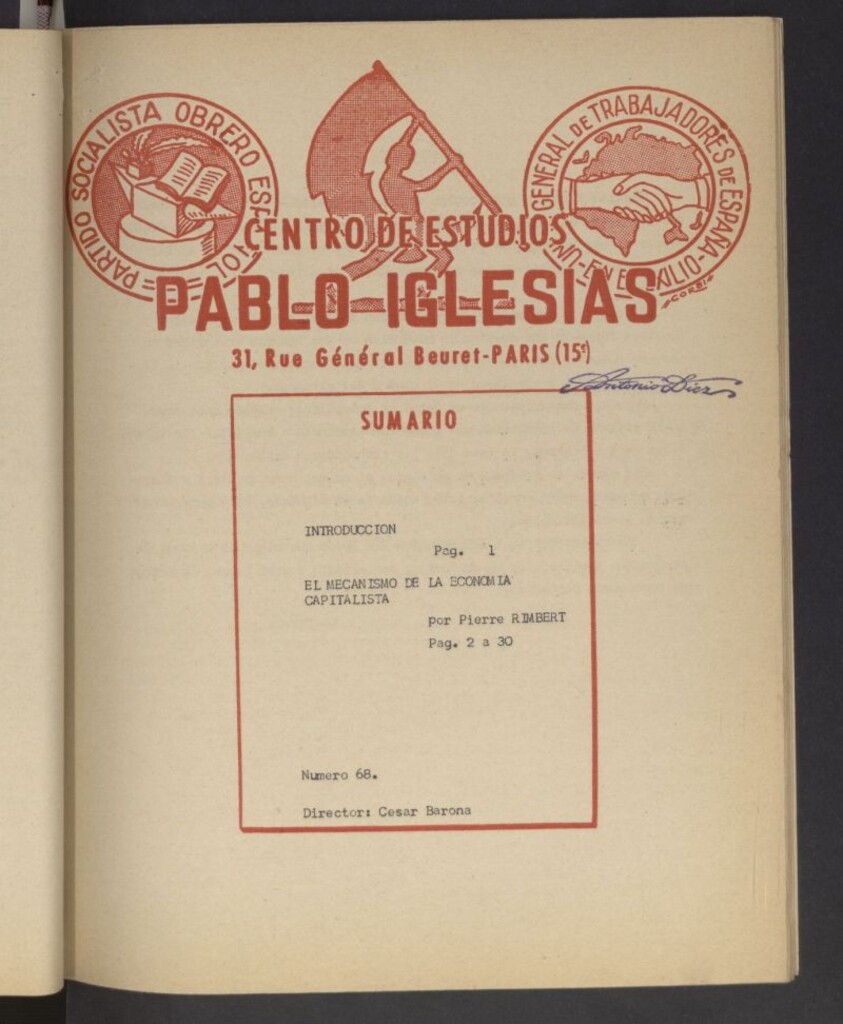 PARTIDO SOCIALISTA OBRERO ESPAÑOL
UNION GENERAL DE TRABAJADORES DE ESPAÑA - EN EL EXILIO -
CORBI
CENTRO DE ESTUDIOS
PABLO IGLESIAS
31, Rue Général Beuret-PARIS (15e)
Antonio Diez
SUMARIO
INTRODUCCION
Pag. 1
EL MECANISMO DE LA ECONOMIA
CAPITALISTA
por Pierre RIMBERT
Pag. 2 a 30
Numero 68.
Director: Cesar Barona